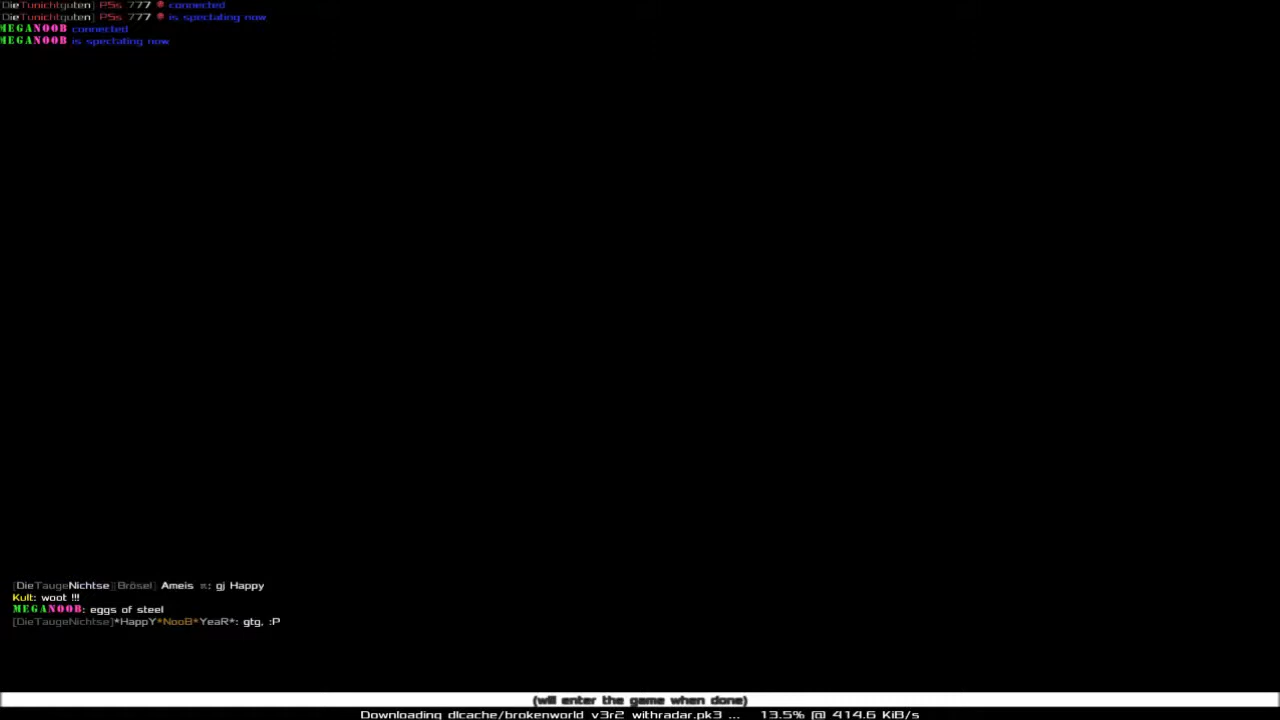 DieTunichtguten] PSs 777 connected
DieTunichtguten] PSs 777 is spectating now
MEGANOOB connected
MEGANOOB is spectating now
[DieTaugeNichtse][Brösel] Ameis : gj Happy
Kult: woot !!!
MEGANOOB: eggs of steel
[DieTaugeNichtse]*HappY*NooB*YeaR*: gtg, :P
(will enter the game when done)
Downloading dlcache/brokenworld_v3r2_withradar.pk3 ... 13.5% @ 414.6 KiB/s